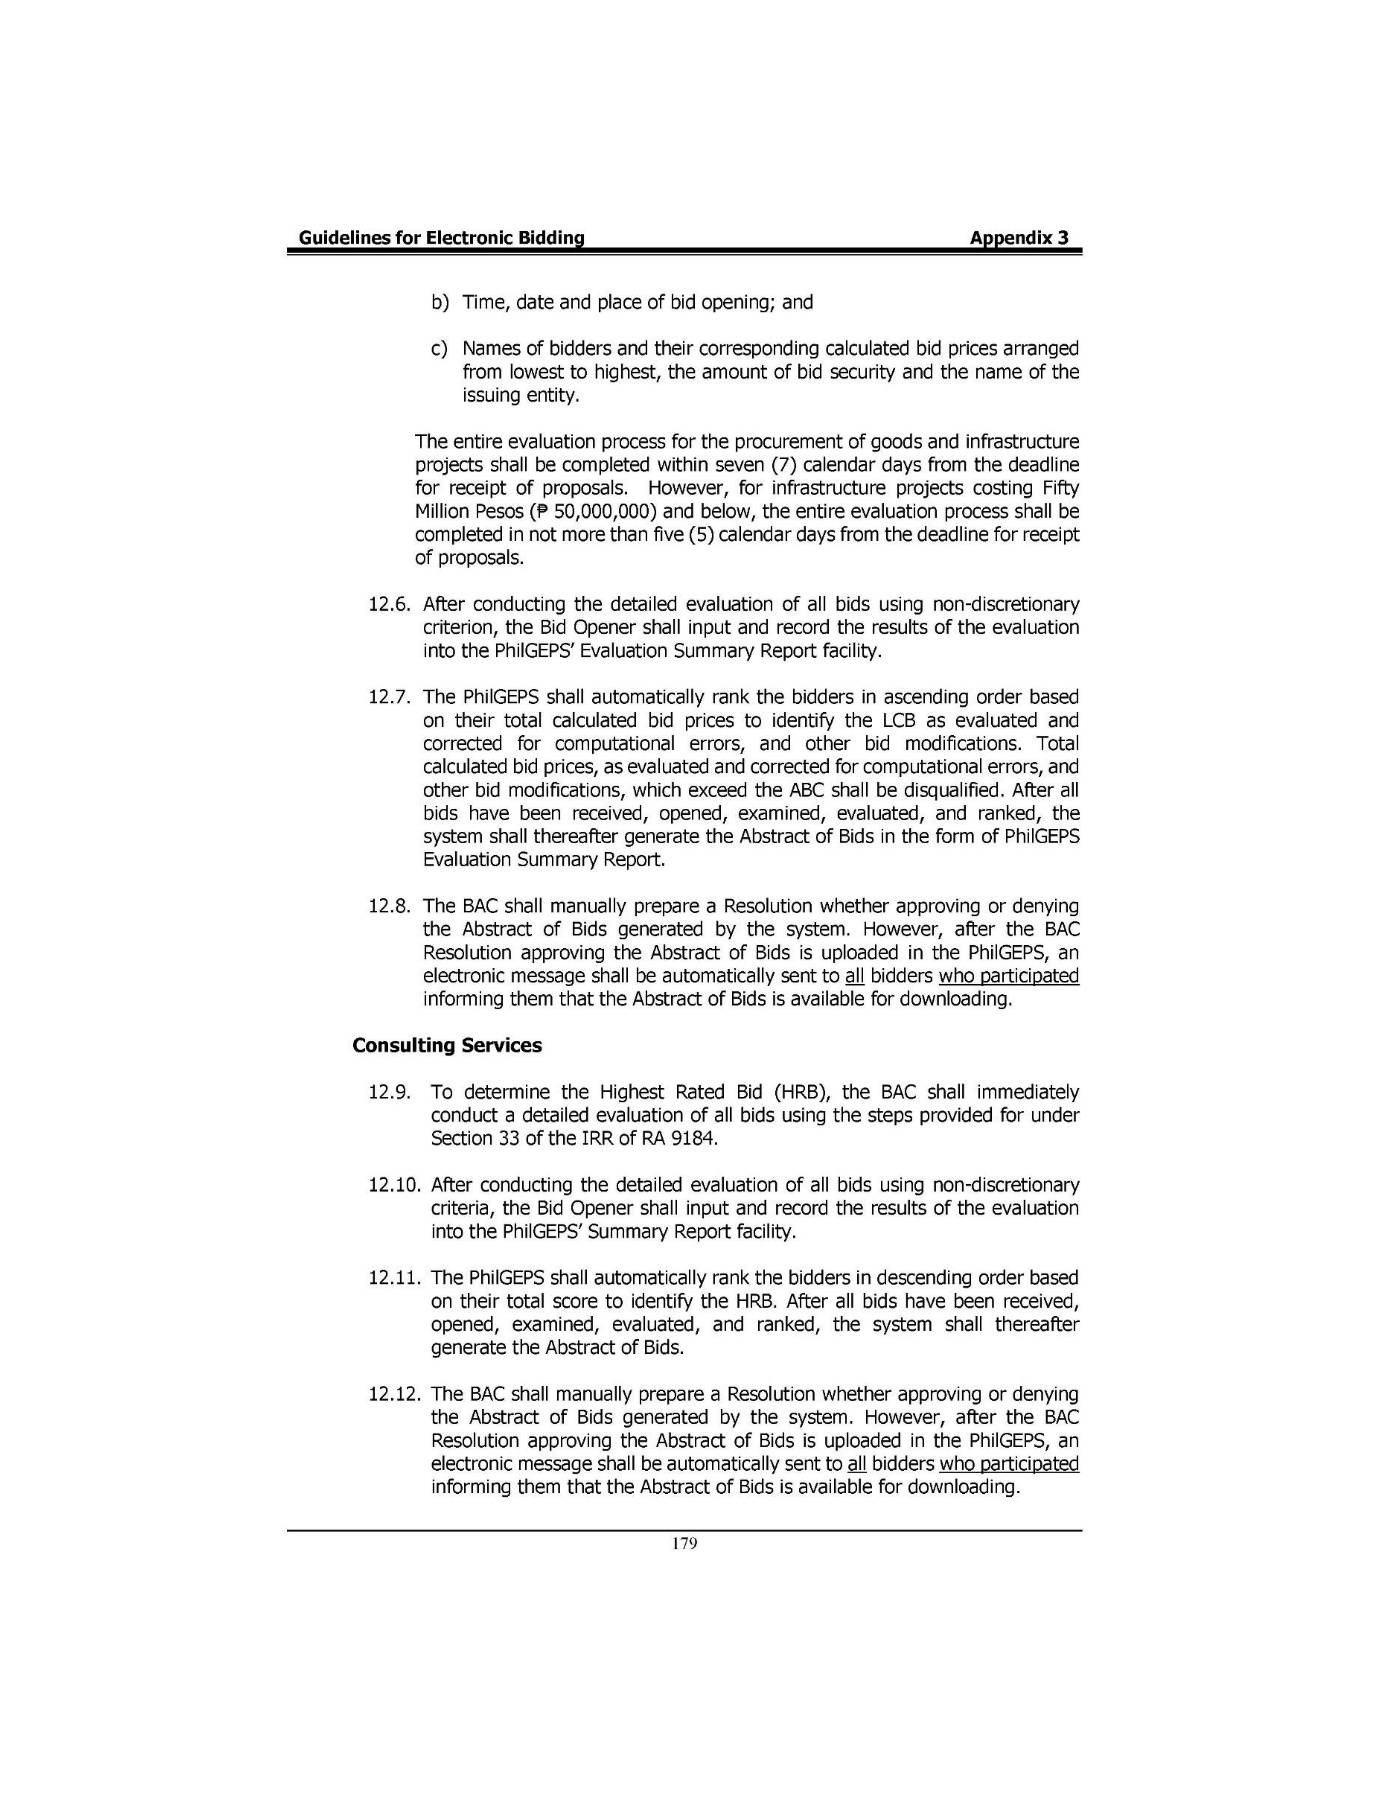 Guidelines for Electronic Bidding Appendix 3
b) Time, date and place of bid opening; and
c) Names of bidders and their corresponding calculated bid prices arranged
from lowest to highest, the amount of bid security and the name of the
issuing entity.
The entire evaluation process for the procurement of goods and infrastructure
projects shall be completed within seven (7) calendar days from the deadline
for receipt of proposals. However, for infrastructure projects costing Fifty
Million Pesos (₱ 50,000,000) and below, the entire evaluation process shall be
completed in not more than five (5) calendar days from the deadline for receipt
of proposals.
12.6. After conducting the detailed evaluation of all bids using non-discretionary
criterion, the Bid Opener shall input and record the results of the evaluation
into the PhilGEPS’ Evaluation Summary Report facility.
12.7. The PhilGEPS shall automatically rank the bidders in ascending order based
on their total calculated bid prices to identify the LCB as evaluated and
corrected for computational errors, and other bid modifications. Total
calculated bid prices, as evaluated and corrected for computational errors, and
other bid modifications, which exceed the ABC shall be disqualified. After all
bids have been received, opened, examined, evaluated, and ranked, the
system shall thereafter generate the Abstract of Bids in the form of PhilGEPS
Evaluation Summary Report.
12.8. The BAC shall manually prepare a Resolution whether approving or denying
the Abstract of Bids generated by the system. However, after the BAC
Resolution approving the Abstract of Bids is uploaded in the PhilGEPS, an
electronic message shall be automatically sent to all bidders who participated
informing them that the Abstract of Bids is available for downloading.
Consulting Services
12.9. To determine the Highest Rated Bid (HRB), the BAC shall immediately
conduct a detailed evaluation of all bids using the steps provided for under
Section 33 of the IRR of RA 9184.
12.10. After conducting the detailed evaluation of all bids using non-discretionary
criteria, the Bid Opener shall input and record the results of the evaluation
into the PhilGEPS’ Summary Report facility.
12.11. The PhilGEPS shall automatically rank the bidders in descending order based
on their total score to identify the HRB. After all bids have been received,
opened, examined, evaluated, and ranked, the system shall thereafter
generate the Abstract of Bids.
12.12. The BAC shall manually prepare a Resolution whether approving or denying
the Abstract of Bids generated by the system. However, after the BAC
Resolution approving the Abstract of Bids is uploaded in the PhilGEPS, an
electronic message shall be automatically sent to all bidders who participated
informing them that the Abstract of Bids is available for downloading.
179